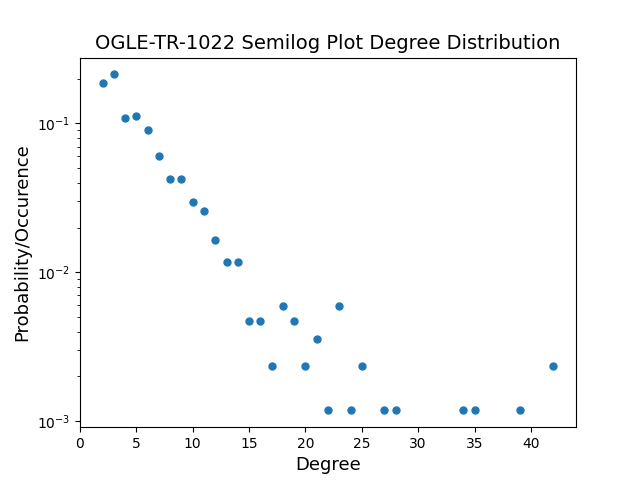 OGLE-TR-1022 Semilog Plot Degree Distribution
Probability/Occurence
10⁻¹
10⁻²
10⁻³
0 5 10 15 20 25 30 35 40
Degree